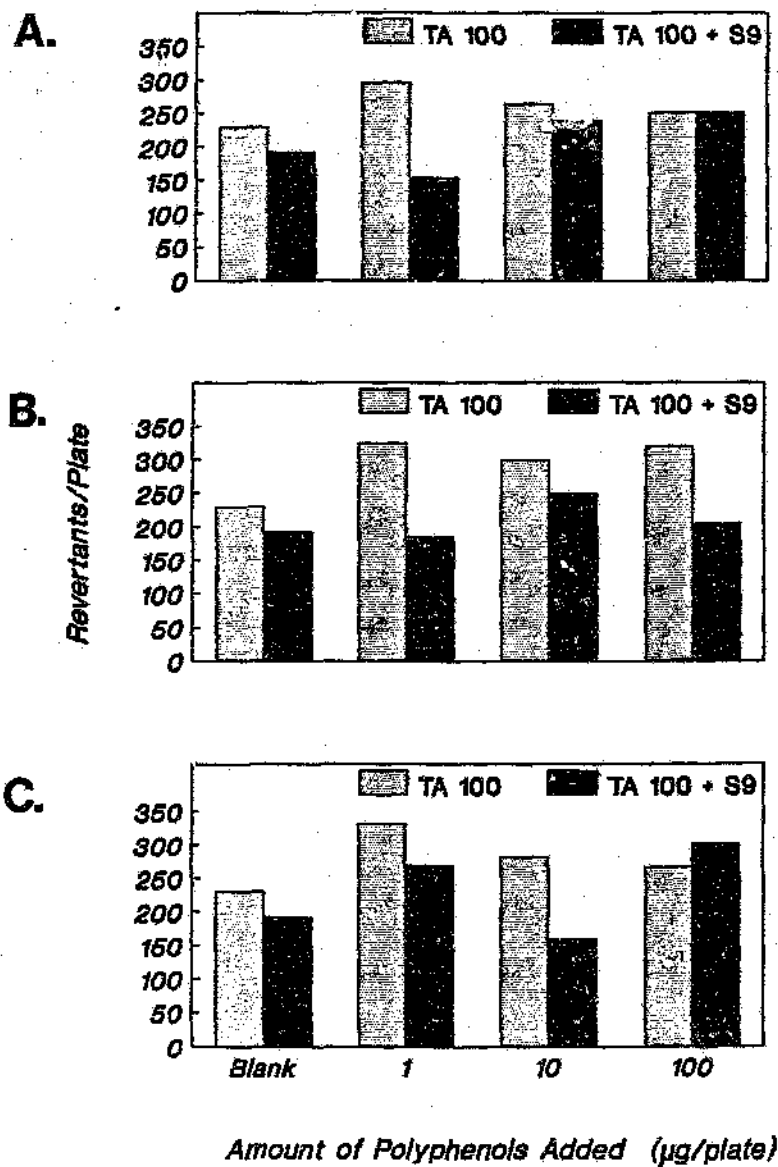 A.
TA 100 TA 100 + S9
350
300
250
200
150
100
50
0
B.
TA 100 TA 100 + S9
Revertants/Plate
350
300
250
200
150
100
50
0
C.
TA 100 TA 100 + S9
350
300
250
200
150
100
50
0
Blank 1 10 100
Amount of Polyphenols Added (µg/plate)